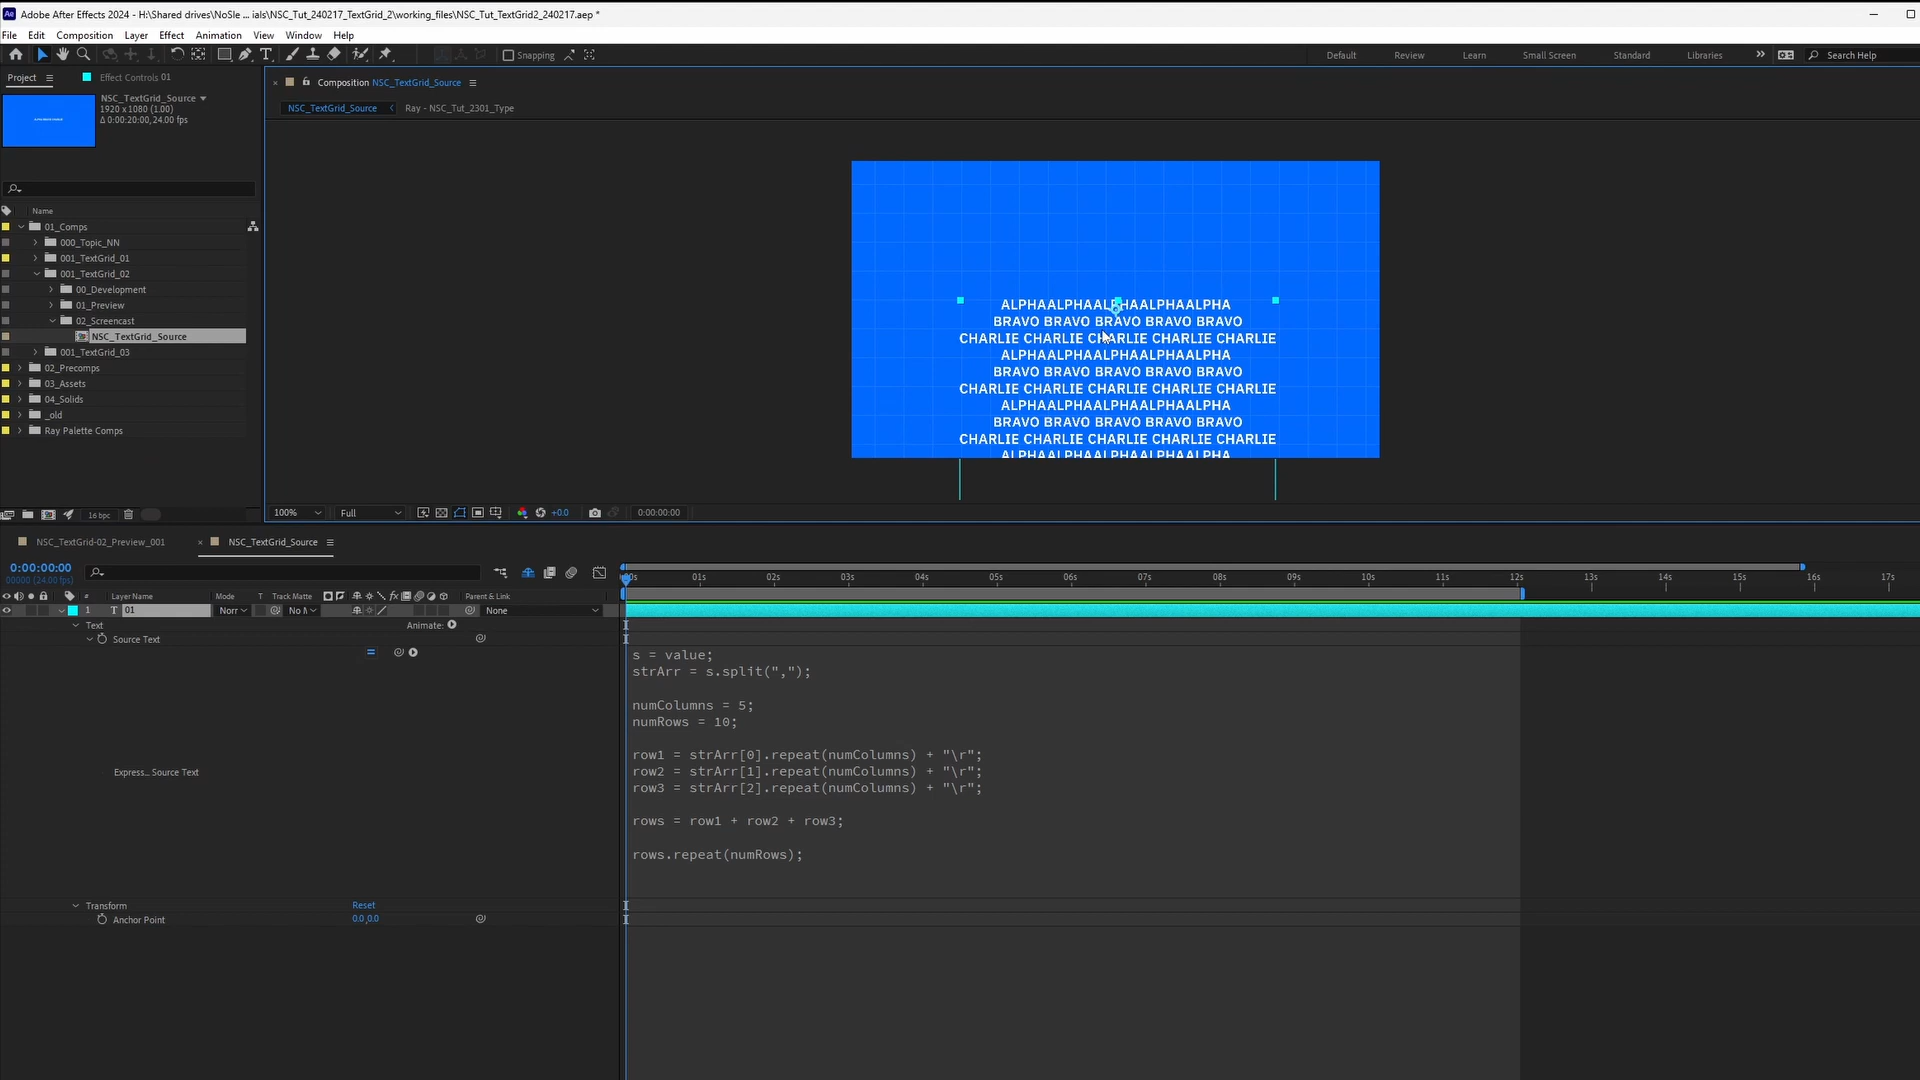 Adobe After Effects 2024 - H:\Shared drives\NoSle ... ials\NSC_Tut_240217_TextGrid_2\working_files\NSC_Tut_TextGrid2_240217.aep *
File Edit Composition Layer Effect Animation View Window Help
Snapping Default Review Learn Small Screen Standard Libraries Search Help
Project Effect Controls 01
NSC_TextGrid_Source
1920 x 1080 (1.00)
Δ 0:00:20:00, 24.00 fps
Name
01_Comps
000_Topic_NN
001_TextGrid_01
001_TextGrid_02
00_Development
01_Preview
02_Screencast
NSC_TextGrid_Source
001_TextGrid_03
02_Precomps
03_Assets
04_Solids
_old
Ray Palette Comps
16 bpc
Composition NSC_TextGrid_Source
NSC_TextGrid_Source Ray - NSC_Tut_2301_Type
ALPHAALPHAALPHAALPHAALPHA
BRAVO BRAVO BRAVO BRAVO BRAVO
CHARLIE CHARLIE CHARLIE CHARLIE CHARLIE
ALPHAALPHAALPHAALPHAALPHA
BRAVO BRAVO BRAVO BRAVO BRAVO
CHARLIE CHARLIE CHARLIE CHARLIE CHARLIE
ALPHAALPHAALPHAALPHAALPHA
BRAVO BRAVO BRAVO BRAVO BRAVO
CHARLIE CHARLIE CHARLIE CHARLIE CHARLIE
ALPHAALPHAALPHAALPHAALPHA
100% Full +0.0 0:00:00:00
NSC_TextGrid-02_Preview_001 NSC_TextGrid_Source
0:00:00:00
00000 (24.00 fps)
00s 01s 02s 03s 04s 05s 06s 07s 08s 09s 10s 11s 12s 13s 14s 15s 16s 17s
# Layer Name Mode T Track Matte Parent & Link
1 T 01 Norr No M None
Text Animate:
Source Text
Express... Source Text
s = value;
strArr = s.split(",");
numColumns = 5;
numRows = 10;
row1 = strArr[0].repeat(numColumns) + "\r";
row2 = strArr[1].repeat(numColumns) + "\r";
row3 = strArr[2].repeat(numColumns) + "\r";
rows = row1 + row2 + row3;
rows.repeat(numRows);
Transform Reset
Anchor Point 0.0,0.0